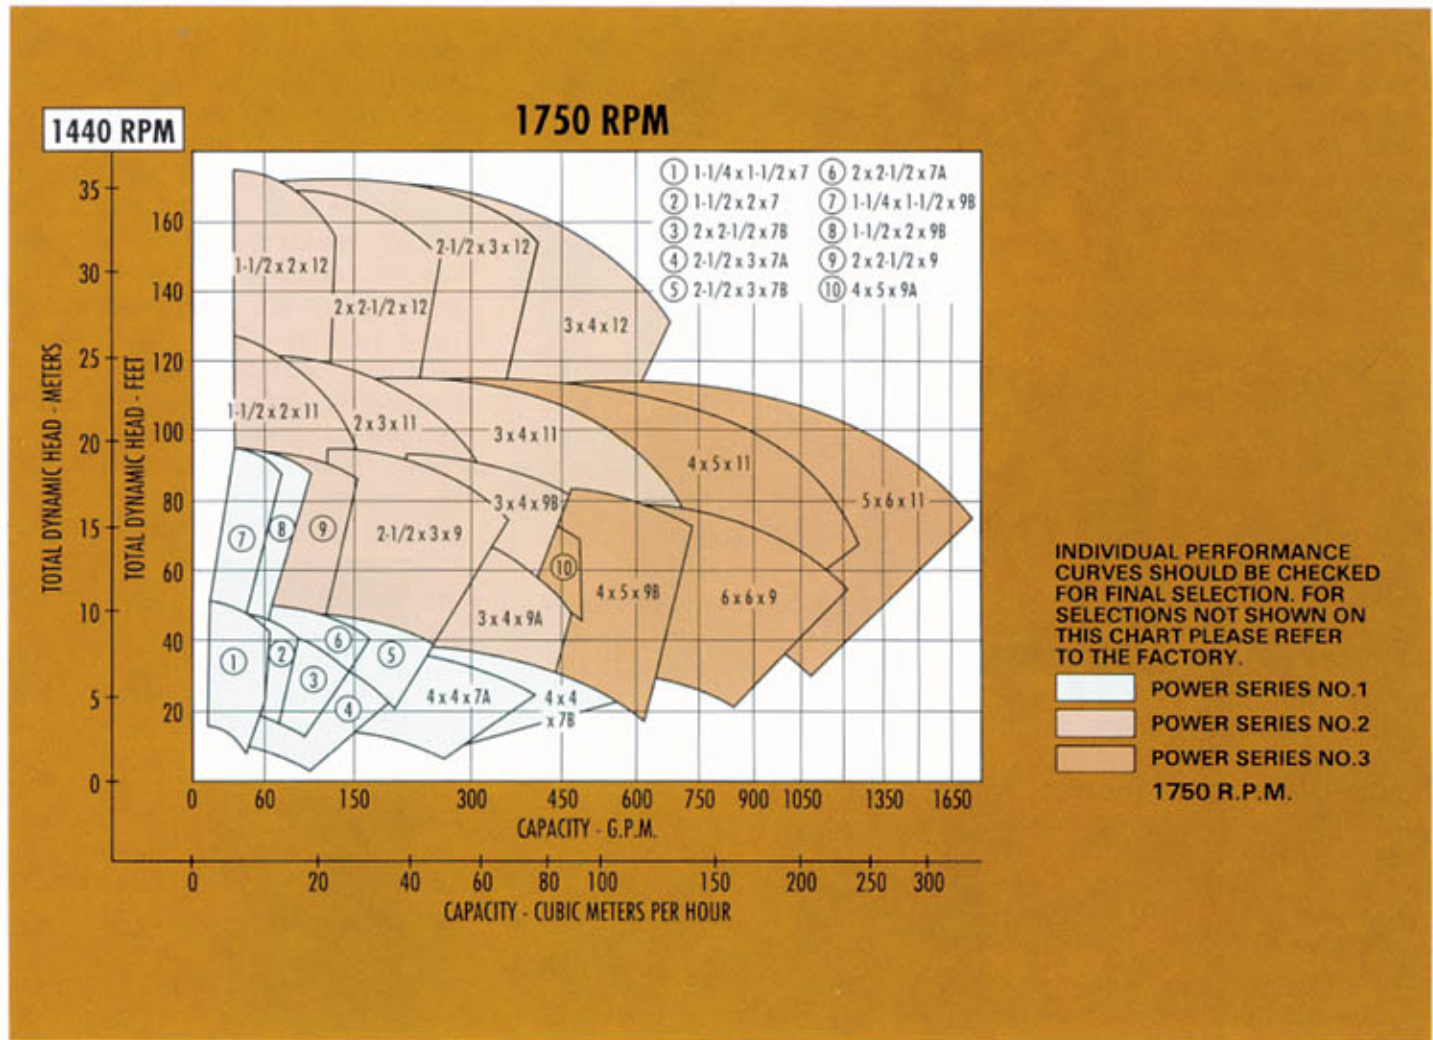 1440 RPM
1750 RPM
① 1-1/4 x 1-1/2 x 7
② 1-1/2 x 2 x 7
③ 2 x 2-1/2 x 7B
④ 2-1/2 x 3 x 7A
⑤ 2-1/2 x 3 x 7B
⑥ 2 x 2-1/2 x 7A
⑦ 1-1/4 x 1-1/2 x 9B
⑧ 1-1/2 x 2 x 9B
⑨ 2 x 2-1/2 x 9
⑩ 4 x 5 x 9A
TOTAL DYNAMIC HEAD - METERS
35
30
25
20
15
10
5
0
TOTAL DYNAMIC HEAD - FEET
160
140
120
100
80
60
40
20
1-1/2 x 2 x 12
2 x 2-1/2 x 12
2-1/2 x 3 x 12
3 x 4 x 12
1-1/2 x 2 x 11
2 x 3 x 11
3 x 4 x 11
4 x 5 x 11
5 x 6 x 11
⑦
⑧
⑨
2-1/2 x 3 x 9
3 x 4 x 9B
⑩
4 x 5 x 9B
6 x 6 x 9
3 x 4 x 9A
①
②
③
④
⑥
⑤
4 x 4 x 7A
4 x 4
x 7B
0 60 150 300 450 600 750 900 1050 1350 1650
CAPACITY - G.P.M.
0 20 40 60 80 100 150 200 250 300
CAPACITY - CUBIC METERS PER HOUR
INDIVIDUAL PERFORMANCE
CURVES SHOULD BE CHECKED
FOR FINAL SELECTION. FOR
SELECTIONS NOT SHOWN ON
THIS CHART PLEASE REFER
TO THE FACTORY.
POWER SERIES NO.1
POWER SERIES NO.2
POWER SERIES NO.3
1750 R.P.M.